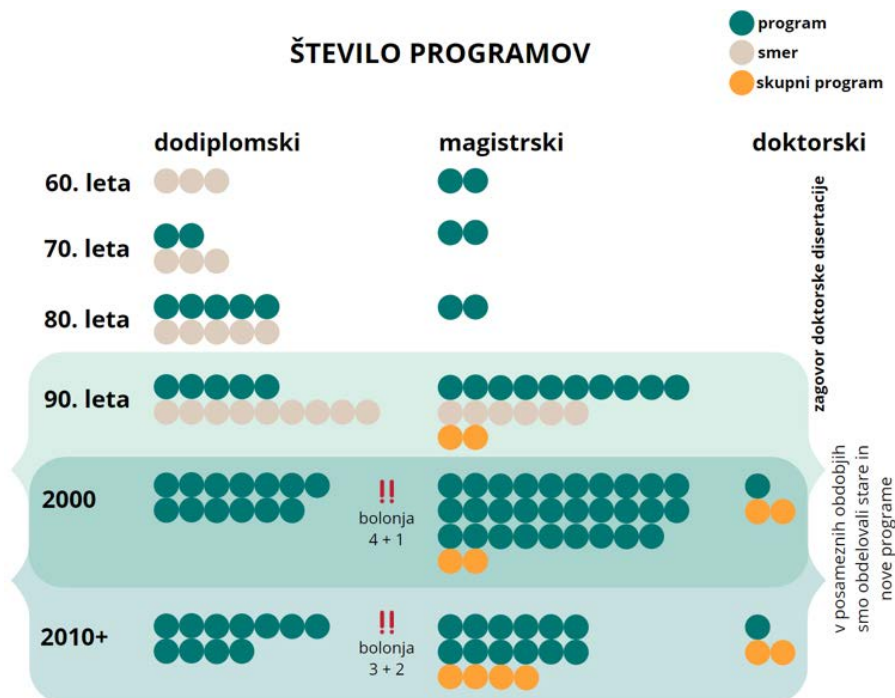 ŠTEVILO PROGRAMOV
program
smer
skupni program
dodiplomski
magistrski
doktorski
60. leta
70. leta
80. leta
90. leta
2000
!!
bolonja
4 + 1
2010+
!!
bolonja
3 + 2
zagovor doktorske disertacije
v posameznih obdobjih
smo obdelovali stare in
nove programe